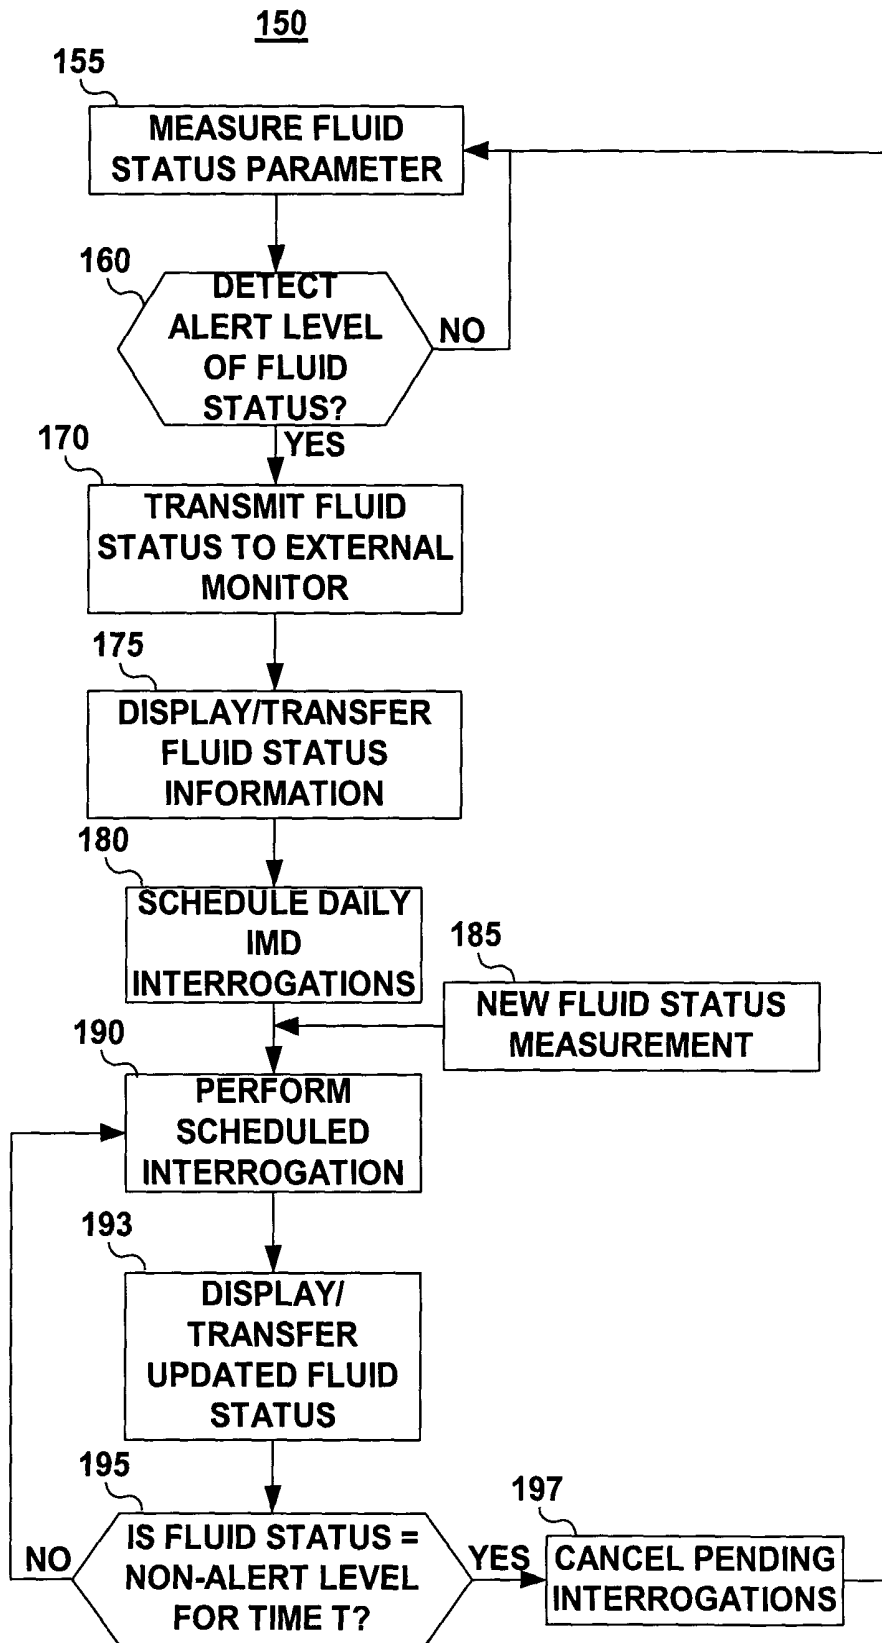 150
155
MEASURE FLUID
STATUS PARAMETER
160
DETECT
ALERT LEVEL
OF FLUID
STATUS?
NO
YES
170
TRANSMIT FLUID
STATUS TO EXTERNAL
MONITOR
175
DISPLAY/TRANSFER
FLUID STATUS
INFORMATION
180
SCHEDULE DAILY
IMD
INTERROGATIONS
185
NEW FLUID STATUS
MEASUREMENT
190
PERFORM
SCHEDULED
INTERROGATION
193
DISPLAY/
TRANSFER
UPDATED FLUID
STATUS
195
IS FLUID STATUS =
NON-ALERT LEVEL
FOR TIME T?
NO
YES
197
CANCEL PENDING
INTERROGATIONS